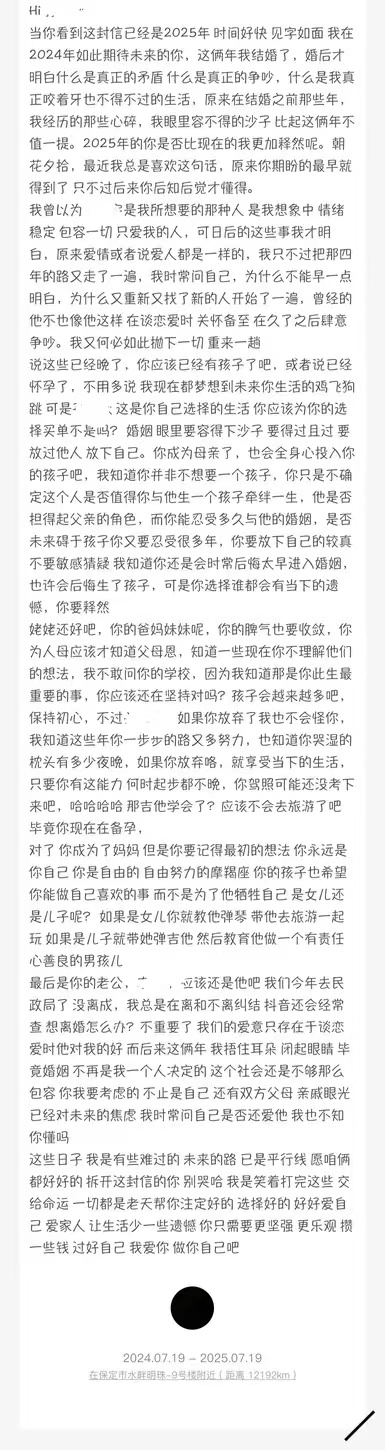 Hi
当你看到这封信已经是2025年 时间好快 见字如面 我在
2024年如此期待未来的你，这俩年我结婚了，婚后才
明白什么是真正的矛盾 什么是真正的争吵，什么是我真
正咬着牙也不得不过的生活，原来在结婚之前那些年，
我经历的那些心碎，我眼里容不得的沙子 比起这俩年不
值一提。2025年的你是否比现在的我更加释然呢。朝
花夕拾，最近我总是喜欢这句话，原来你期盼的最早就
得到了 只不过后来你后知后觉才懂得。
我曾以为 是我所想要的那种人 是我想象中 情绪
稳定 包容一切 只爱我的人，可日后的这些事我才明
白，原来爱情或者说爱人都是一样的，我只不过把那四
年的路又走了一遍，我时常问自己，为什么不能早一点
明白，为什么又重新又找了新的人开始了一遍，曾经的
他不也像他这样 在谈恋爱时 关怀备至 在久了之后肆意
争吵。我又何必如此抛下一切 重来一趟
说这些已经晚了，你应该已经有孩子了吧，或者说已经
怀孕了，不用多说 我现在都梦想到未来你生活的鸡飞狗
跳 可是 这是你自己选择的生活 你应该为你的选
择买单不是吗？ 婚姻 眼里要容得下沙子 要得过且过 要
放过他人 放下自己。你成为母亲了，也会全身心投入你
的孩子吧，我知道你并非不想要一个孩子，你只是不确
定这个人是否值得你与他生一个孩子牵绊一生，他是否
担得起父亲的角色，而你能忍受多久与他的婚姻，是否
未来碍于孩子你又要忍受很多年，你要放下自己的较真
不要敏感猜疑 我知道你还是会时常后悔太早进入婚姻，
也许会后悔生了孩子，可是你选择谁都会有当下的遗
憾，你要释然
姥姥还好吧，你的爸妈妹妹呢，你的脾气也要收敛，你
为人母应该才知道父母恩，知道一些现在你不理解他们
的想法，我不敢问你的学校，因为我知道那是你此生最
重要的事，你应该还在坚持对吗？孩子会越来越多吧，
保持初心，不过 如果你放弃了我也不会怪你，
我知道这些年你一步步的路又多努力，也知道你哭湿的
枕头有多少夜晚，如果你放弃咯，就享受当下的生活，
只要你有这能力 何时起步都不晚，你驾照可能还没考下
来吧，哈哈哈哈 那吉他学会了？应该不会去旅游了吧
毕竟你现在在备孕，
对了 你成为了妈妈 但是你要记得最初的想法 你永远是
你自己 你是自由的 自由努力的摩羯座 你的孩子也希望
你能做自己喜欢的事 而不是为了他牺牲自己 是女儿还
是儿子呢？ 如果是女儿你就教他弹琴 带他去旅游一起
玩 如果是儿子就带她弹吉他 然后教育他做一个有责任
心善良的男孩儿
最后是你的老公， 应该还是他吧 我们今年去民
政局了 没离成，我总是在离和不离纠结 抖音还会经常
查 想离婚怎么办？不重要了 我们的爱意只存在于谈恋
爱时他对我的好 而后来这俩年 我捂住耳朵 闭起眼睛 毕
竟婚姻 不再是我一个人决定的 这个社会还是不够那么
包容 你我要考虑的 不止是自己 还有双方父母 亲戚眼光
已经对未来的焦虑 我时常问自己是否还爱他 我也不知
你懂吗
这些日子 我是有些难过的 未来的路 已是平行线 愿咱俩
都好好的 拆开这封信的你 别哭哈 我是笑着打完这些 交
给命运 一切都是老天帮你注定好的 选择好的 好好爱自
己 爱家人 让生活少一些遗憾 你只需要更坚强 更乐观 攒
一些钱 过好自己 我爱你 做你自己吧
2024.07.19 – 2025.07.19
在保定市水畔明珠-9号楼附近 ( 距离 12192km )